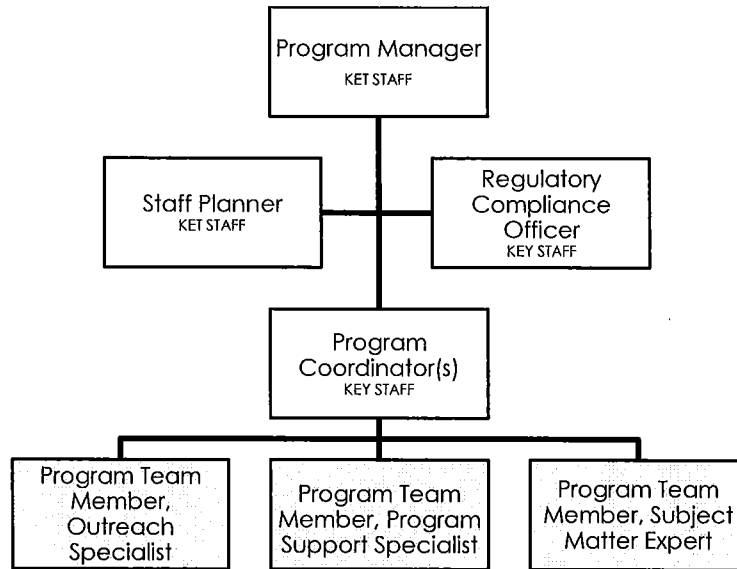 Program Manager
KET STAFF
Staff Planner
KET STAFF
Regulatory
Compliance
Officer
KEY STAFF
Program
Coordinator(s)
KEY STAFF
Program Team
Member,
Outreach
Specialist
Program Team
Member, Program
Support Specialist
Program Team
Member, Subject
Matter Expert